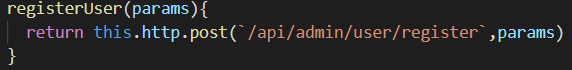 registerUser(params){
return this.http.post(`/api/admin/user/register`,params)
}